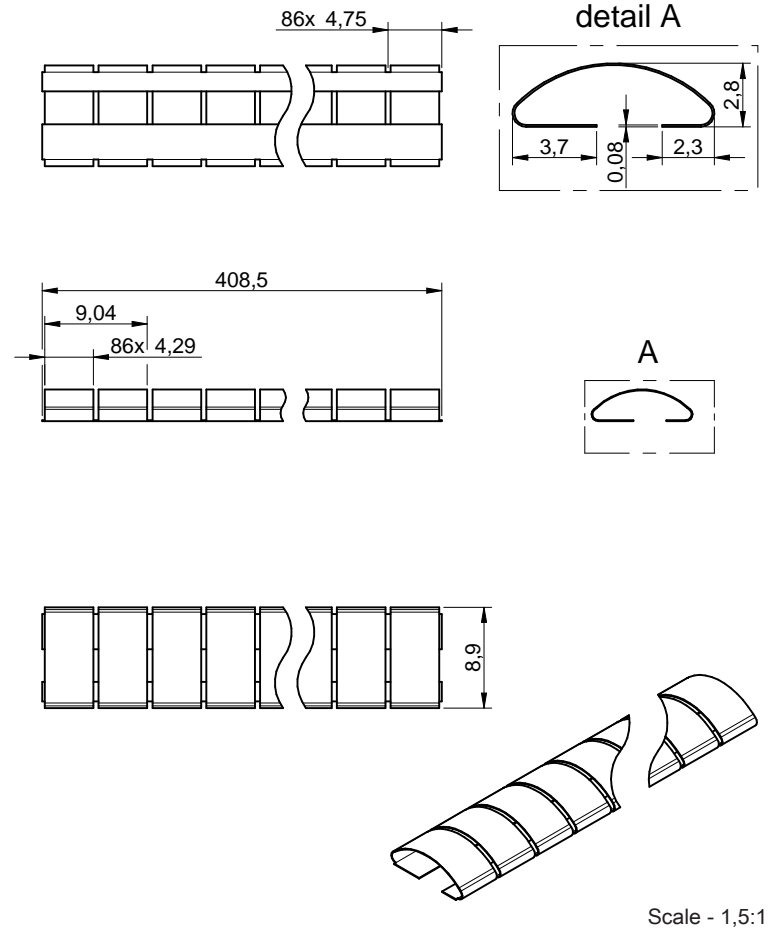 86x 4,75
detail A
2,8
3,7
0,08
2,3
408,5
9,04
86x 4,29
A
8,9
Scale - 1,5:1